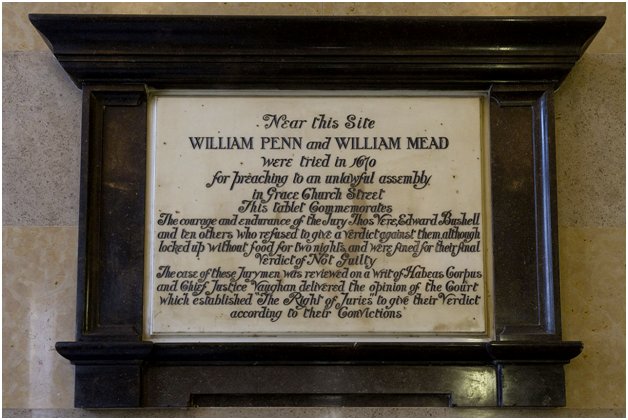 Near this Site
WILLIAM PENN and WILLIAM MEAD
were tried in 1670
for preaching to an unlawful assembly
in Grace Church Street
This tablet Commemorates
The courage and endurance of the Jury Thos Vere, Edward Bushell
and ten others who refused to give a verdict against them, although
locked up without food for two nights, and were fined for their final
Verdict of Not Guilty
The case of these Jurymen was reviewed on a writ of Habeas Corpus
and Chief Justice Vaughan delivered the opinion of the Court
which established "The Right of Juries" to give their Verdict
according to their Convictions